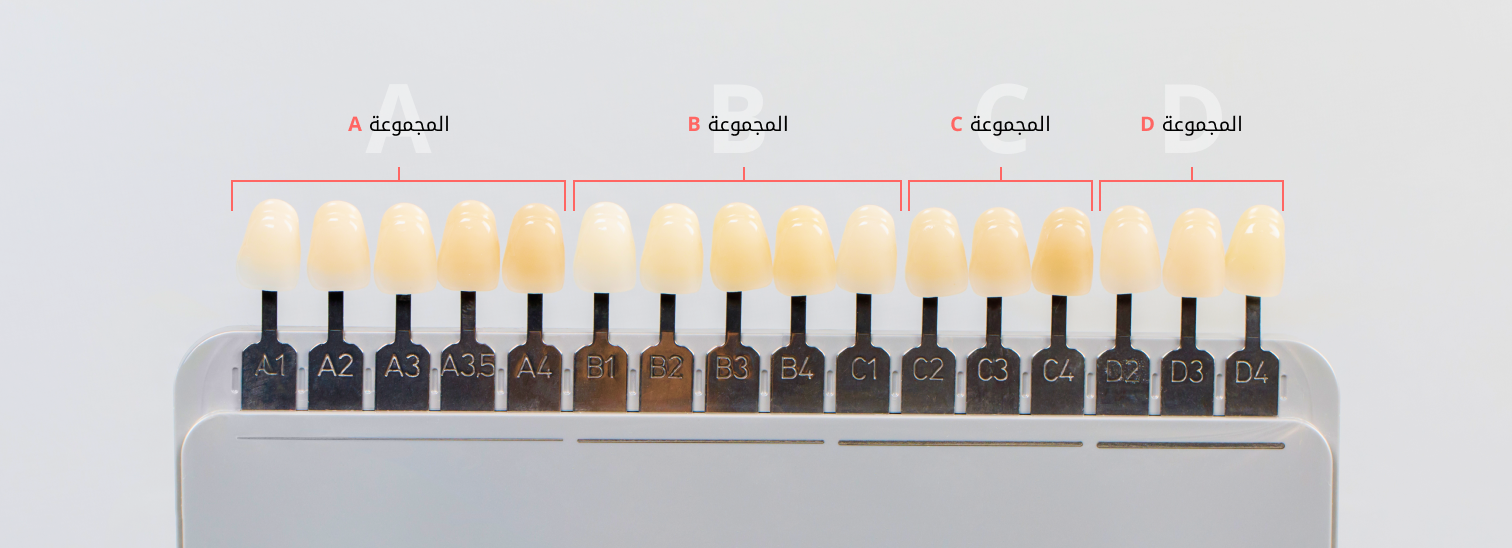 A
B
C
D
المجموعة A
المجموعة B
المجموعة C
المجموعة D
A1 A2 A3 A3,5 A4 B1 B2 B3 B4 C1 C2 C3 C4 D2 D3 D4